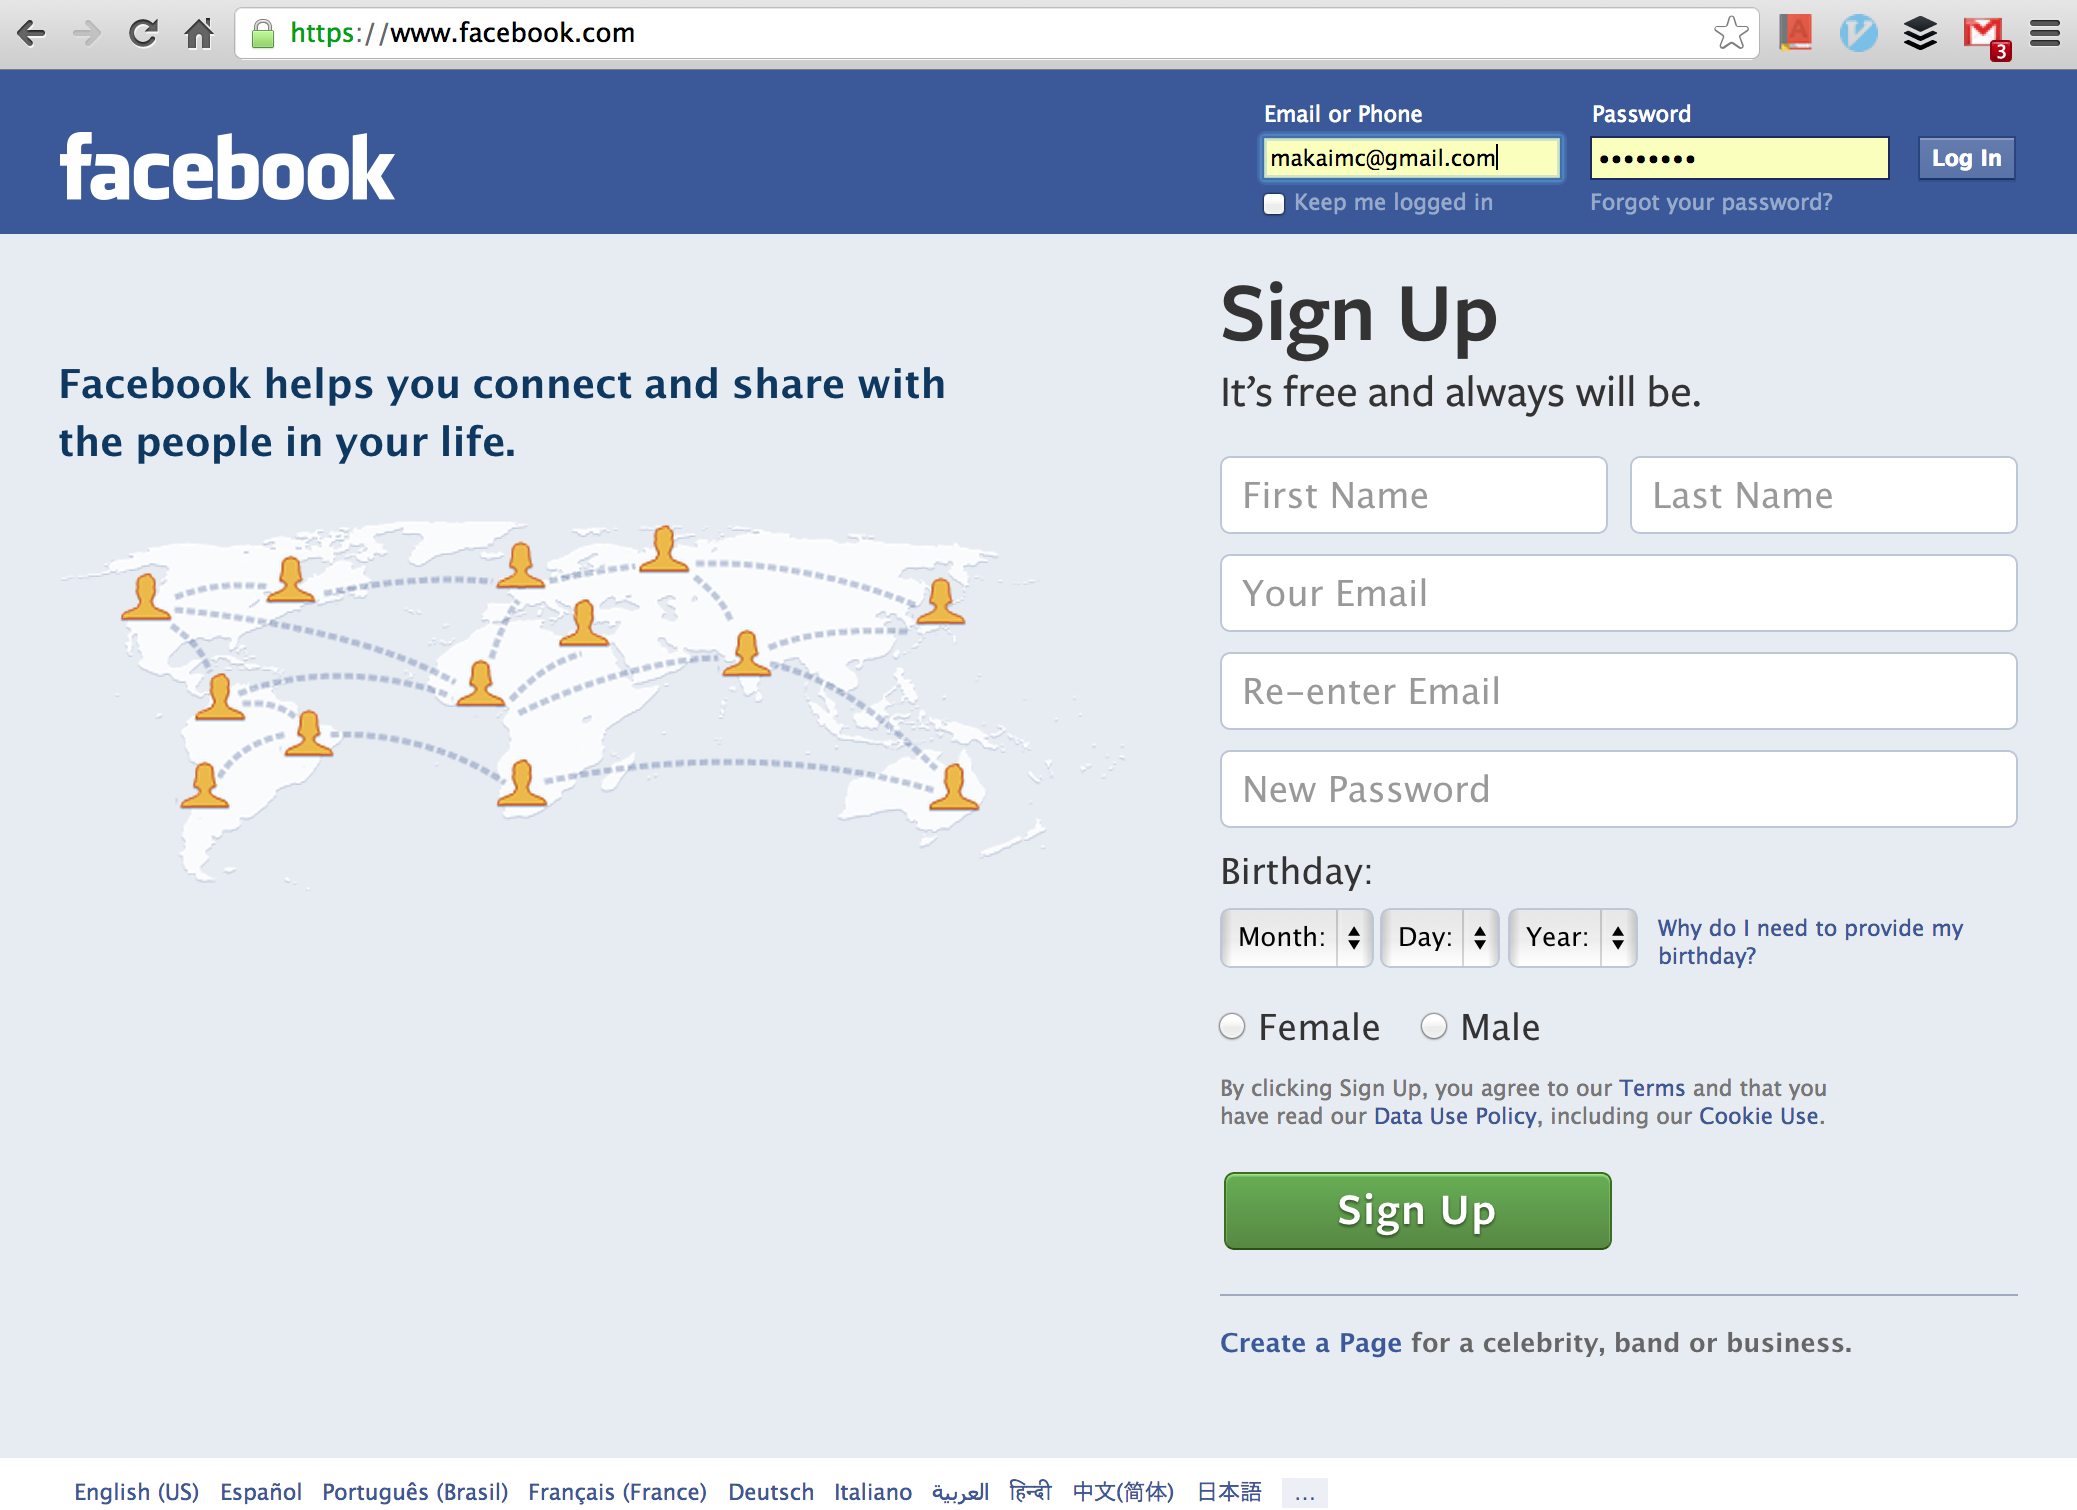 https://www.facebook.com
3
facebook
Email or Phone
Password
makaimc@gmail.com
••••••••
Log In
Keep me logged in
Forgot your password?
Sign Up
It's free and always will be.
Facebook helps you connect and share with
the people in your life.
First Name
Last Name
Your Email
Re-enter Email
New Password
Birthday:
Month:
Day:
Year:
Why do I need to provide my
birthday?
Female
Male
By clicking Sign Up, you agree to our Terms and that you
have read our Data Use Policy, including our Cookie Use.
Sign Up
Create a Page for a celebrity, band or business.
English (US) Español Português (Brasil) Français (France) Deutsch Italiano العربية हिन्दी 中文(简体) 日本語 ...